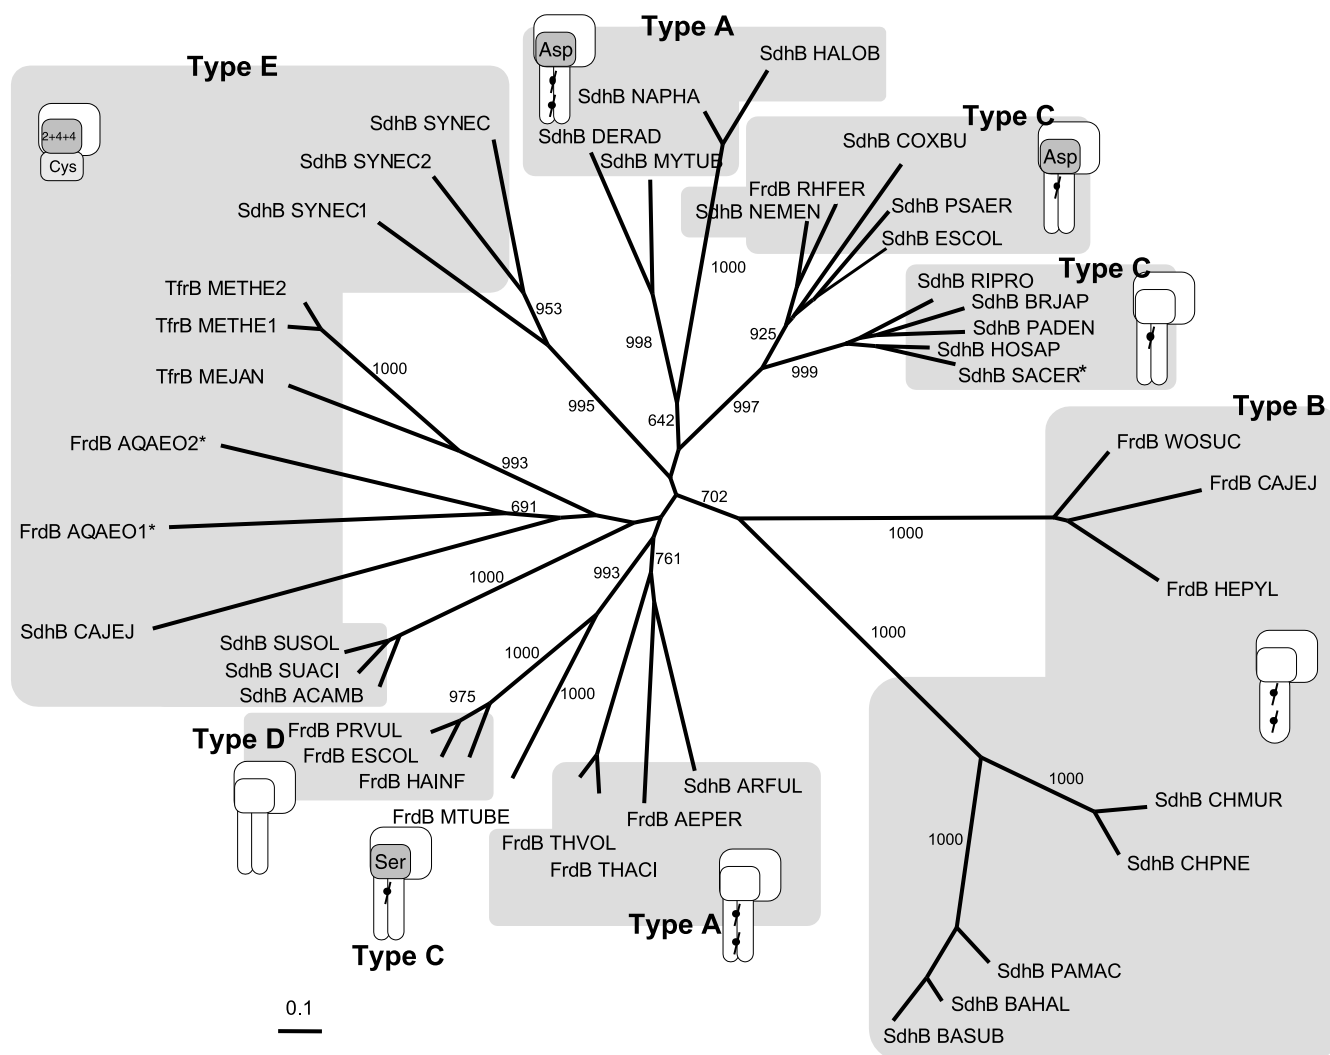 Type A
Asp
SdhB HALOB
Type E
SdhB NAPHA
2+4+4
Cys
SdhB SYNEC
SdhB DERAD
Type C
SdhB SYNEC2
SdhB MYTUB
SdhB COXBU
Asp
FrdB RHFER
SdhB SYNEC1
SdhB NEMEN
SdhB PSAER
SdhB ESCOL
1000
Type C
TfrB METHE2
SdhB RIPRO
953
SdhB BRJAP
TfrB METHE1
998
925
SdhB PADEN
SdhB HOSAP
1000
999
SdhB SACER*
TfrB MEJAN
995
642
997
Type B
FrdB AQAEO2*
FrdB WOSUC
993
FrdB CAJEJ
691
702
FrdB AQAEO1*
1000
761
1000
993
FrdB HEPYL
SdhB CAJEJ
1000
SdhB SUSOL
1000
SdhB SUACI
SdhB ACAMB
975
1000
Type D
FrdB PRVUL
FrdB ESCOL
FrdB HAINF
SdhB ARFUL
1000
SdhB CHMUR
FrdB MTUBE
FrdB AEPER
FrdB THVOL
1000
Ser
FrdB THACI
SdhB CHPNE
Type A
Type C
SdhB PAMAC
0.1
SdhB BAHAL
SdhB BASUB